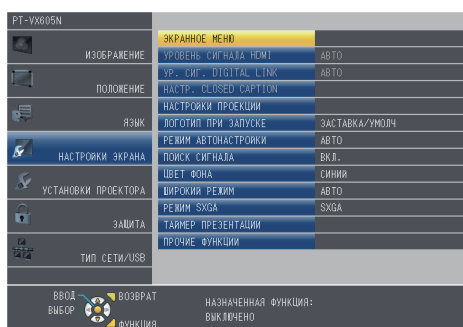 PT-VX605N
ИЗОБРАЖЕНИЕ
ПОЛОЖЕНИЕ
ЯЗЫК
НАСТРОЙКИ ЭКРАНА
УСТАНОВКИ ПРОЕКТОРА
ЗАЩИТА
ТИП СЕТИ/USB
ЭКРАННОЕ МЕНЮ
УРОВЕНЬ СИГНАЛА HDMI АВТО
УР. СИГ. DIGITAL LINK АВТО
НАСТР. CLOSED CAPTION
НАСТРОЙКИ ПРОЕКЦИИ
ЛОГОТИП ПРИ ЗАПУСКЕ ЗАСТАВКА/УМОЛЧ
РЕЖИМ АВТОНАСТРОЙКИ АВТО
ПОИСК СИГНАЛА ВКЛ.
ЦВЕТ ФОНА СИНИЙ
ШИРОКИЙ РЕЖИМ АВТО
РЕЖИМ SXGA SXGA
ТАЙМЕР ПРЕЗЕНТАЦИИ
ПРОЧИЕ ФУНКЦИИ
ВВОД ВОЗВРАТ
ВЫБОР
ФУНКЦИЯ
НАЗНАЧЕННАЯ ФУНКЦИЯ:
ВЫКЛЮЧЕНО